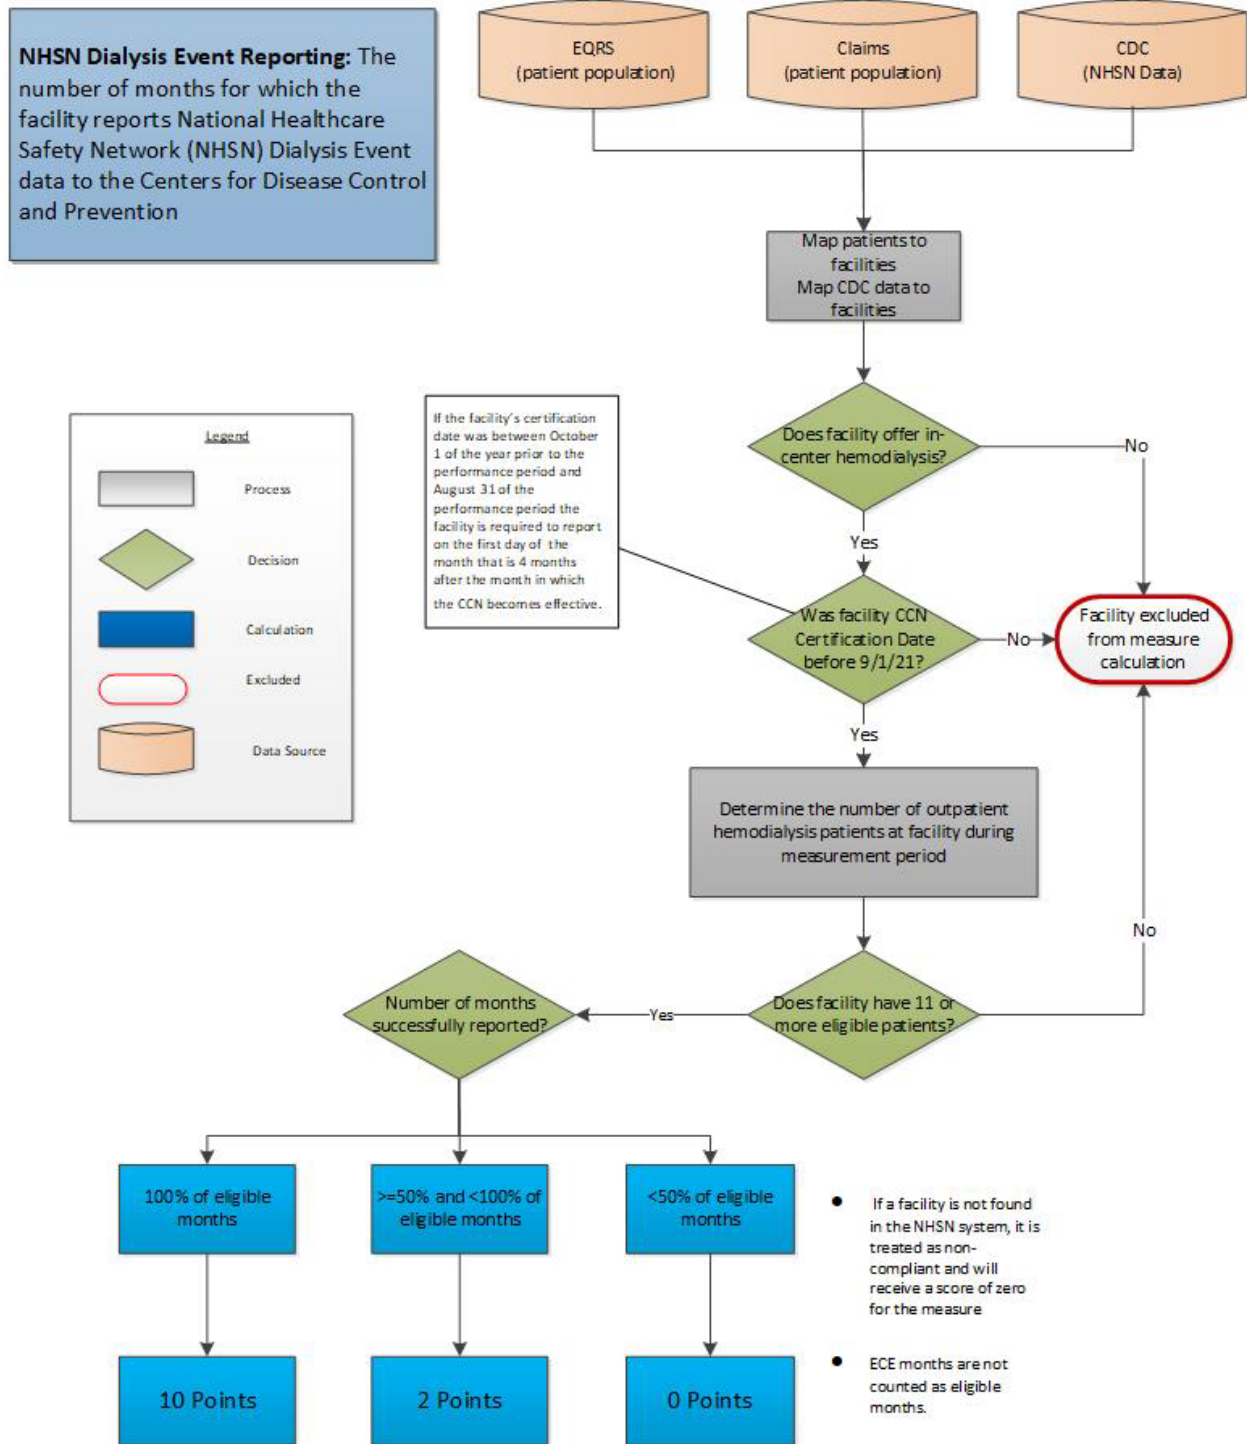 NHSN Dialysis Event Reporting: The
number of months for which the
facility reports National Healthcare
Safety Network (NHSN) Dialysis Event
data to the Centers for Disease Control
and Prevention
EQRS
(patient population)
Claims
(patient population)
CDC
(NHSN Data)
Map patients to
facilities
Map CDC data to
facilities
Legend
Process
Decision
Calculation
Excluded
Data Source
If the facility's certification
date was between October
1 of the year prior to the
performance period and
August 31 of the
performance period the
facility is required to report
on the first day of the
month that is 4 months
after the month in which
the CCN becomes effective.
Does facility offer in-
center hemodialysis?
No
Yes
Was facility CCN
Certification Date
before 9/1/21?
No
Facility excluded
from measure
calculation
Yes
Determine the number of outpatient
hemodialysis patients at facility during
measurement period
No
Does facility have 11 or
more eligible patients?
Yes
Number of months
successfully reported?
100% of eligible
months
>=50% and <100% of
eligible months
<50% of eligible
months
10 Points
2 Points
0 Points
• If a facility is not found
in the NHSN system, it is
treated as non-
compliant and will
receive a score of zero
for the measure
• ECE months are not
counted as eligible
months.